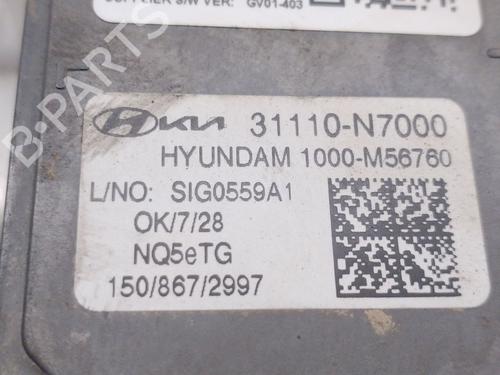 SUPPLIER S/W VER: GV01-403
KIA 31110-N7000
HYUNDAM 1000-M56760
L/NO: SIG0559A1
OK/7/28
NQ5eTG
150/867/2997
B-PARTS